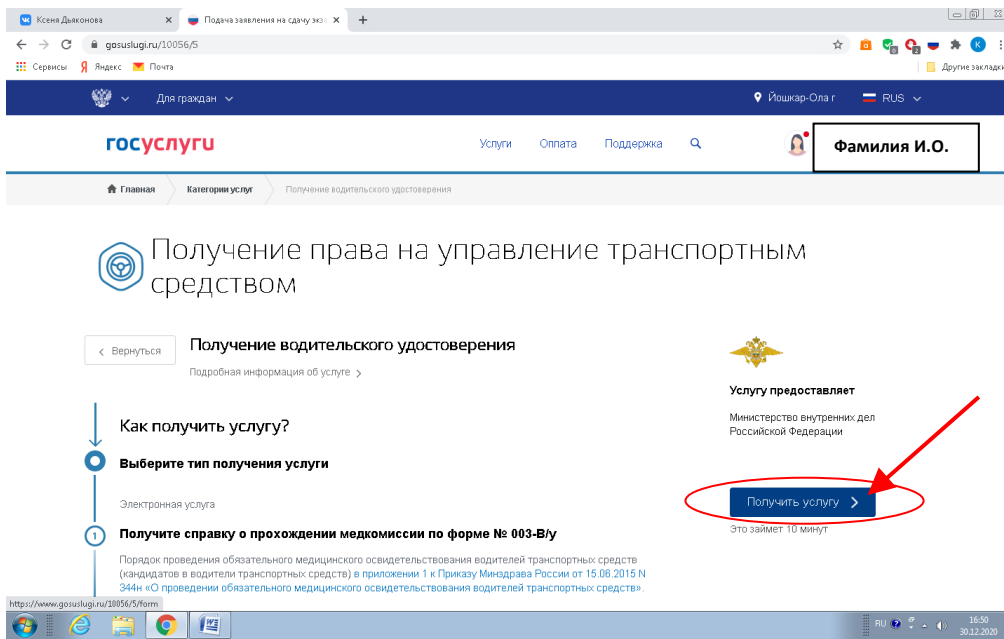 Ксеня Дьяконова
Подача заявления на сдачу экз
gosuslugi.ru/10056/5
Сервисы Яндекс Почта Другие закладки
Для граждан Йошкар-Ола г RUS
госуслуги Услуги Оплата Поддержка Фамилия И.О.
Главная Категории услуг Получение водительского удостоверения
Получение права на управление транспортным
средством
Вернуться
Получение водительского удостоверения
Подробная информация об услуге
Как получить услугу?
Выберите тип получения услуги
Электронная услуга
1 Получите справку о прохождении медкомиссии по форме № 003-В/у
Порядок проведения обязательного медицинского освидетельствования водителей транспортных средств
(кандидатов в водители транспортных средств) в приложении 1 к Приказу Минздрава России от 15.06.2015 N
344н «О проведении обязательного медицинского освидетельствования водителей транспортных средств».
Услугу предоставляет
Министерство внутренних дел
Российской Федерации
Получить услугу
Это займет 10 минут
https://www.gosuslugi.ru/10056/5/form
RU 16:50
30.12.2020